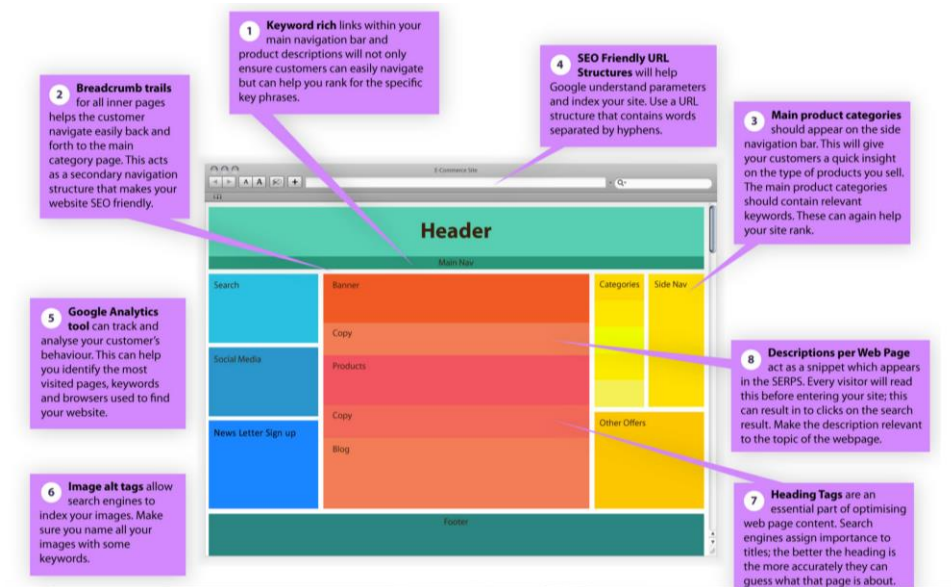 1 Keyword rich links within your
main navigation bar and
product descriptions will not only
ensure customers can easily navigate
but can help you rank for the specific
key phrases.
2 Breadcrumb trails
for all inner pages
helps the customer
navigate easily back and
forth to the main
category page. This acts
as a secondary navigation
structure that makes your
website SEO friendly.
4 SEO Friendly URL
Structures will help
Google understand parameters
and index your site. Use a URL
structure that contains words
separated by hyphens.
3 Main product categories
should appear on the side
navigation bar. This will give
your customers a quick insight
on the type of products you sell.
The main product categories
should contain relevant
keywords. These can again help
your site rank.
E-Commerce Site
A A
Header
Main Nav
Search
Banner
Categories
Side Nav
Copy
Social Media
Products
Copy
News Letter Sign up
Other Offers
Blog
Footer
5 Google Analytics
tool can track and
analyse your customer's
behaviour. This can help
you identify the most
visited pages, keywords
and browsers used to find
your website.
8 Descriptions per Web Page
act as a snippet which appears
in the SERPS. Every visitor will read
this before entering your site; this
can result in to clicks on the search
result. Make the description relevant
to the topic of the webpage.
6 Image alt tags allow
search engines to
index your images. Make
sure you name all your
images with some
keywords.
7 Heading Tags are an
essential part of optimising
web page content. Search
engines assign importance to
titles; the better the heading is
the more accurately they can
guess what that page is about.